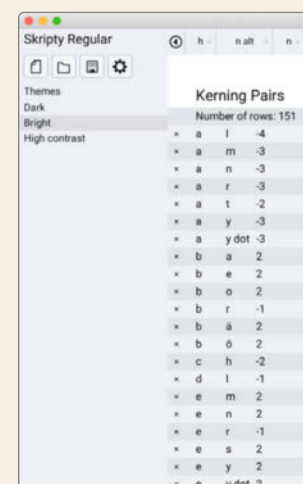 Skripty Regular
h n alt n
Themes
Dark
Bright
High contrast
Kerning Pairs
Number of rows: 151
× a l -4
× a m -3
× a n -3
× a r -3
× a t -2
× a y -3
× a y dot -3
× b a 2
× b e 2
× b o 2
× b r -1
× b ä 2
× b ö 2
× c h -2
× d l -1
× e m 2
× e n 2
× e r -1
× e s 2
× e y 2